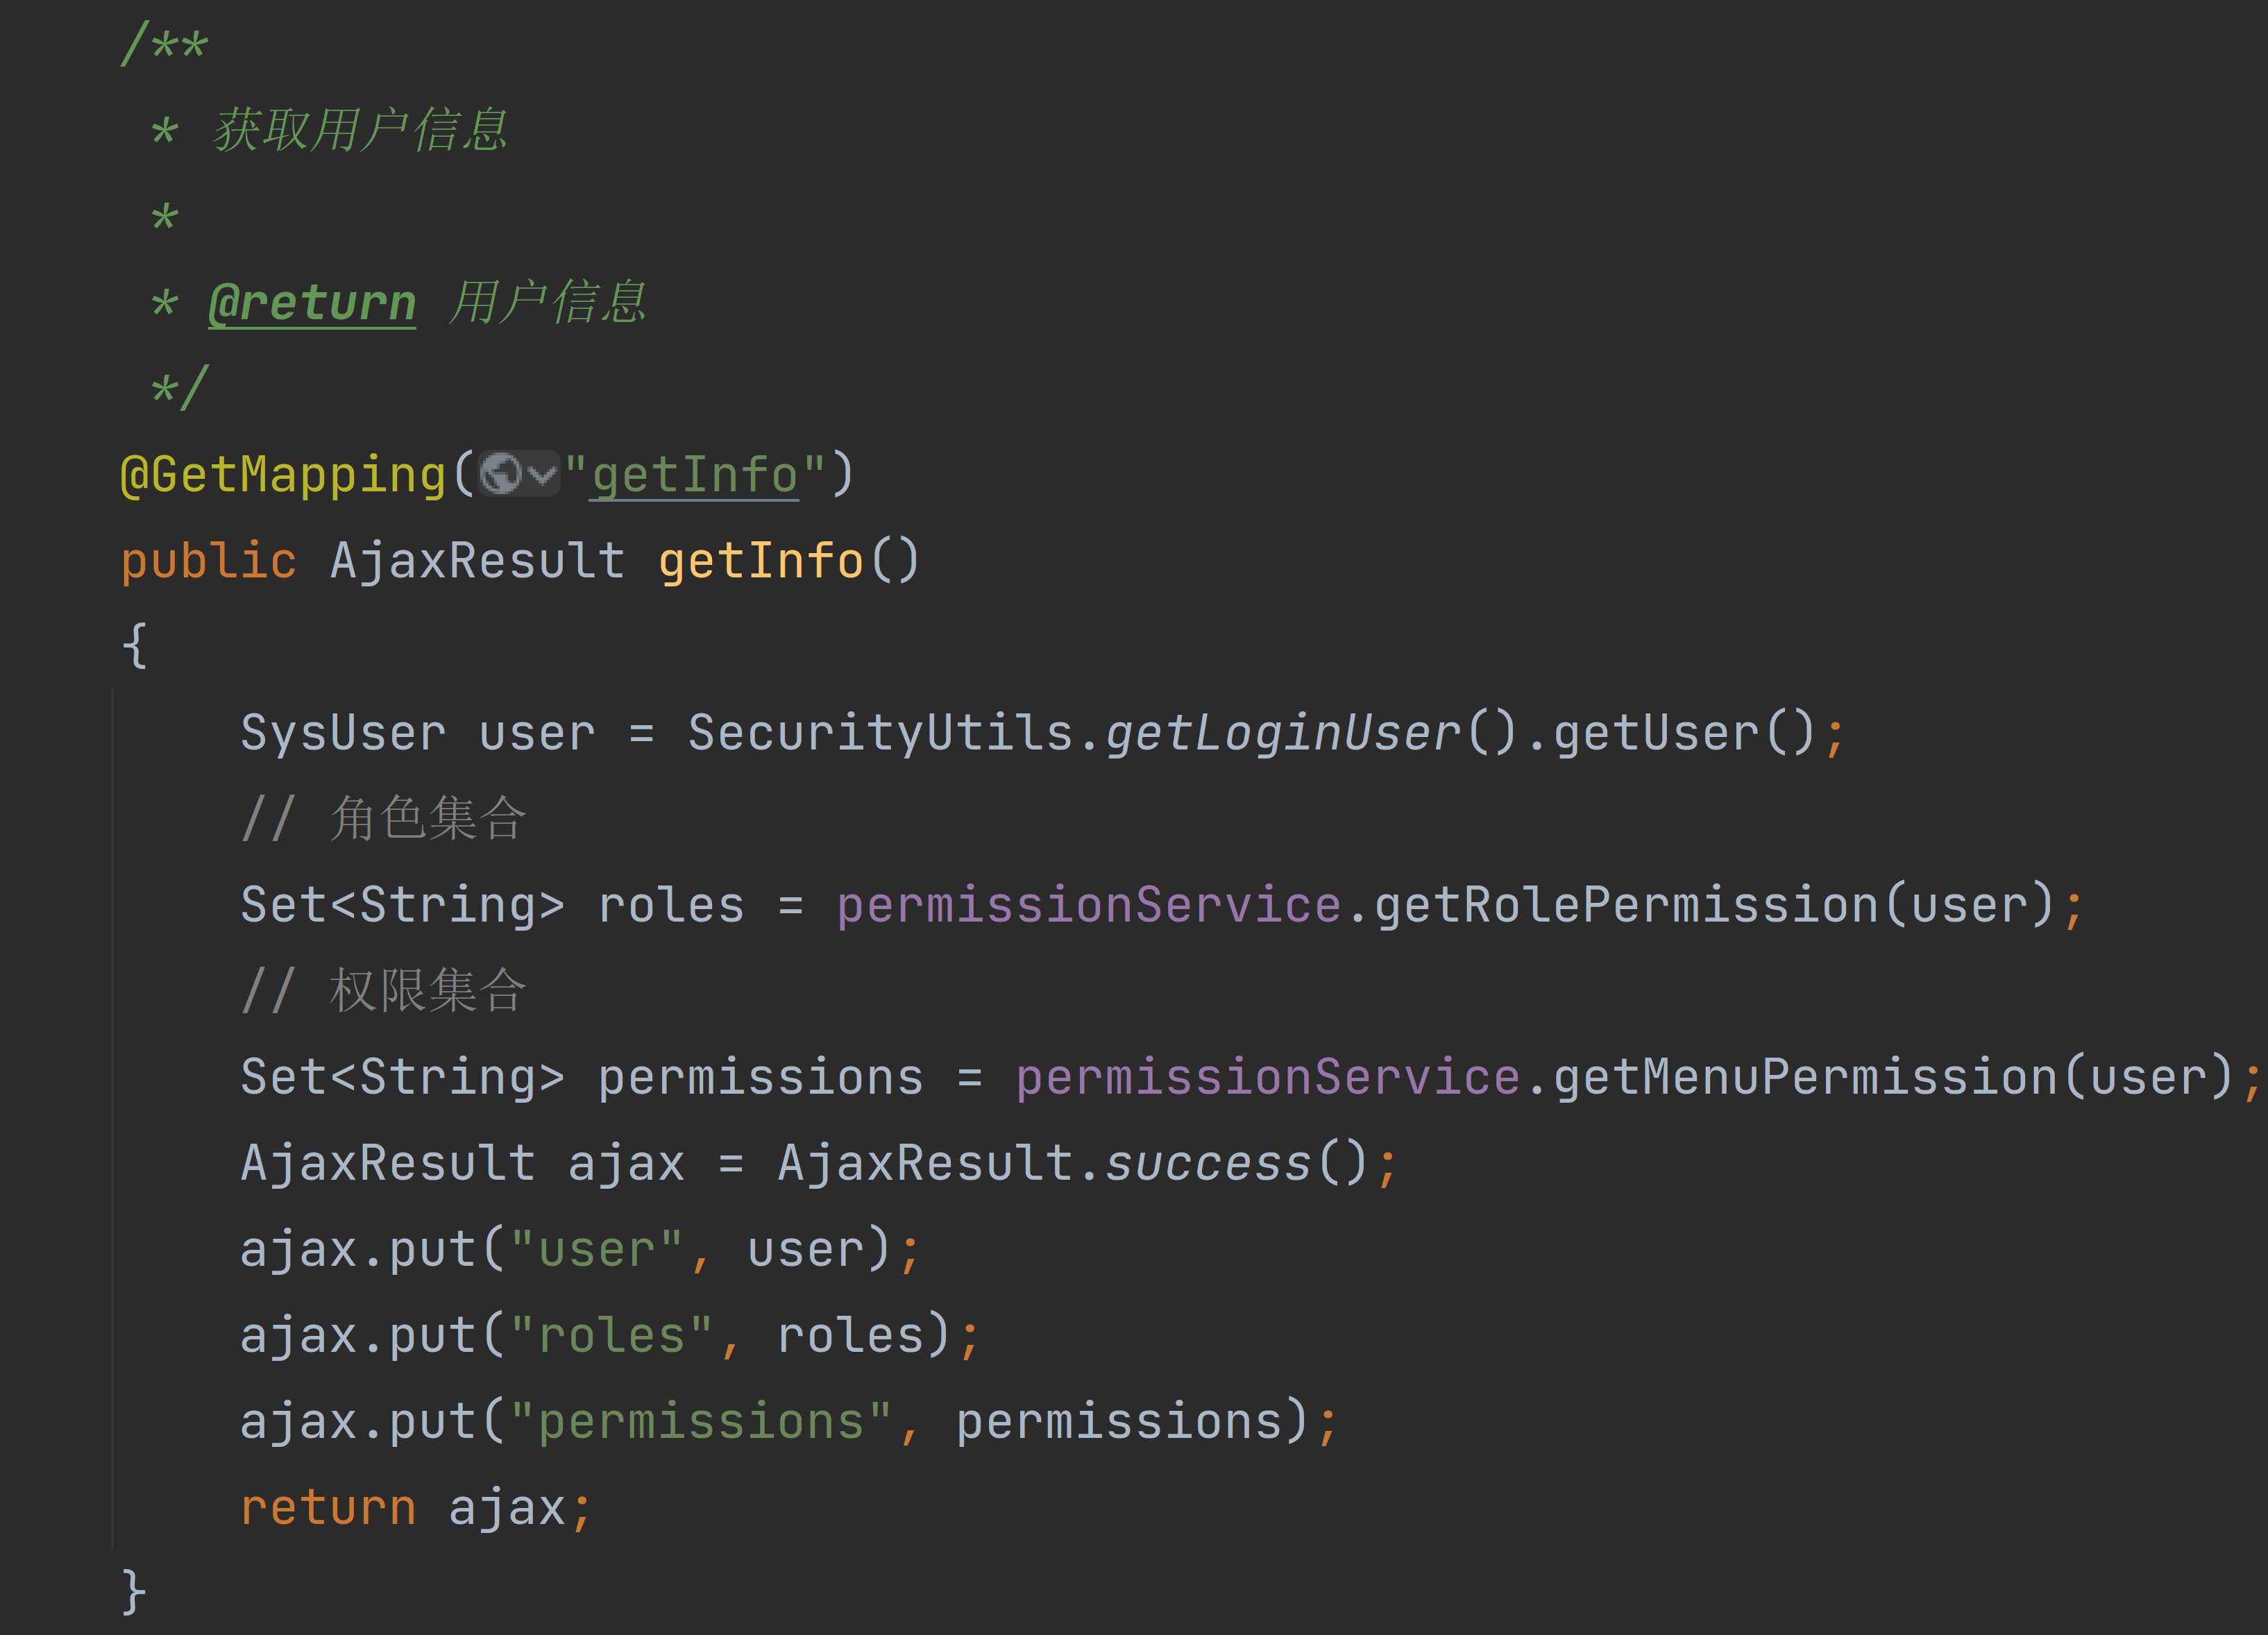 /**
 * 获取用户信息
 *
 * @return 用户信息
 */
@GetMapping("getInfo")
public AjaxResult getInfo()
{
    SysUser user = SecurityUtils.getLoginUser().getUser();
    // 角色集合
    Set<String> roles = permissionService.getRolePermission(user);
    // 权限集合
    Set<String> permissions = permissionService.getMenuPermission(user);
    AjaxResult ajax = AjaxResult.success();
    ajax.put("user", user);
    ajax.put("roles", roles);
    ajax.put("permissions", permissions);
    return ajax;
}